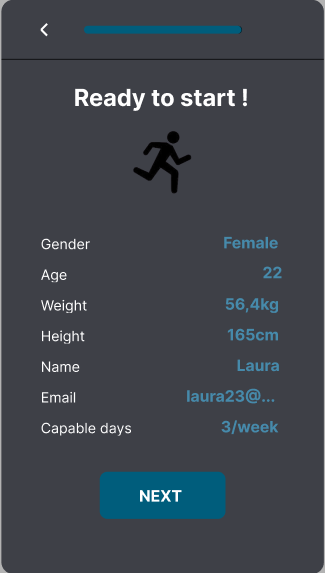 Ready to start !
Gender Female
Age 22
Weight 56,4kg
Height 165cm
Name Laura
Email laura23@...
Capable days 3/week
NEXT